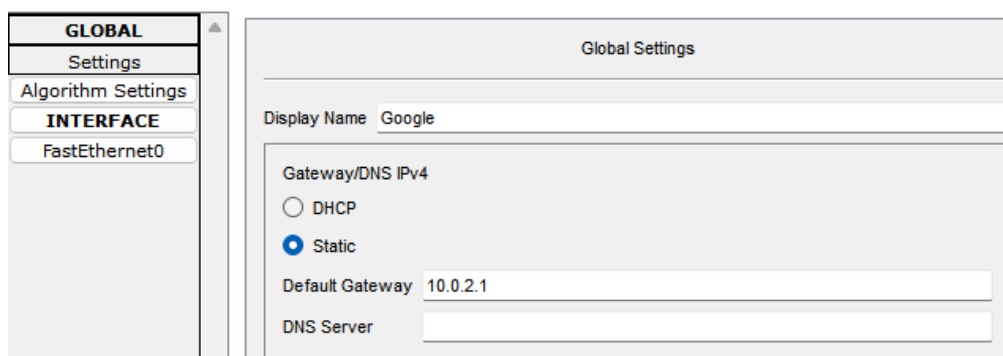 GLOBAL
Settings
Algorithm Settings
INTERFACE
FastEthernet0
Global Settings
Display Name Google
Gateway/DNS IPv4
DHCP
Static
Default Gateway 10.0.2.1
DNS Server